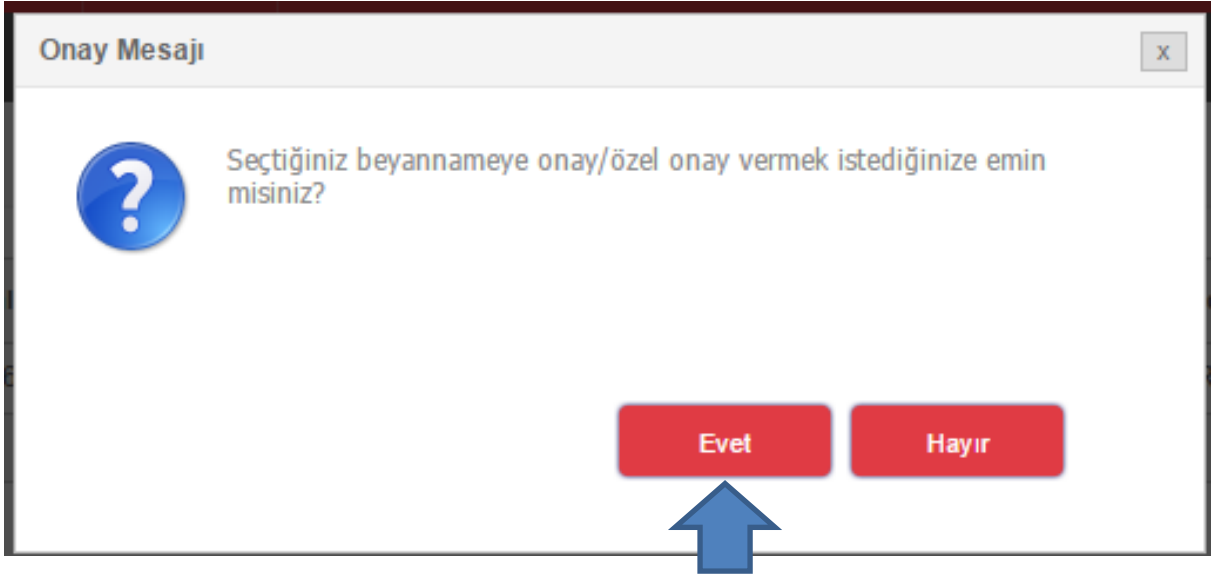 Onay Mesajı
x
?
Seçtiğiniz beyannameye onay/özel onay vermek istediğinize emin
misiniz?
Evet
Hayır